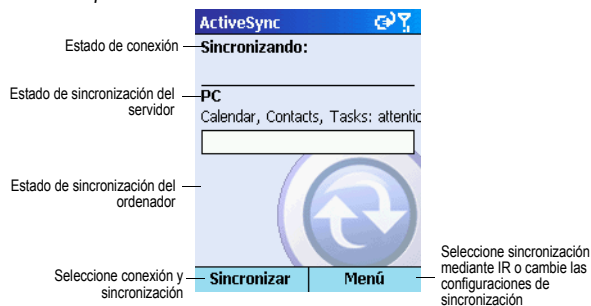 ActiveSync
Estado de conexión
Sincronizando:
Estado de sincronización del
servidor
PC
Calendar, Contacts, Tasks: attentic
Estado de sincronización del
ordenador
Seleccione conexión y
sincronización
Sincronizar
Menú
Seleccione sincronización
mediante IR o cambie las
configuraciones de
sincronización